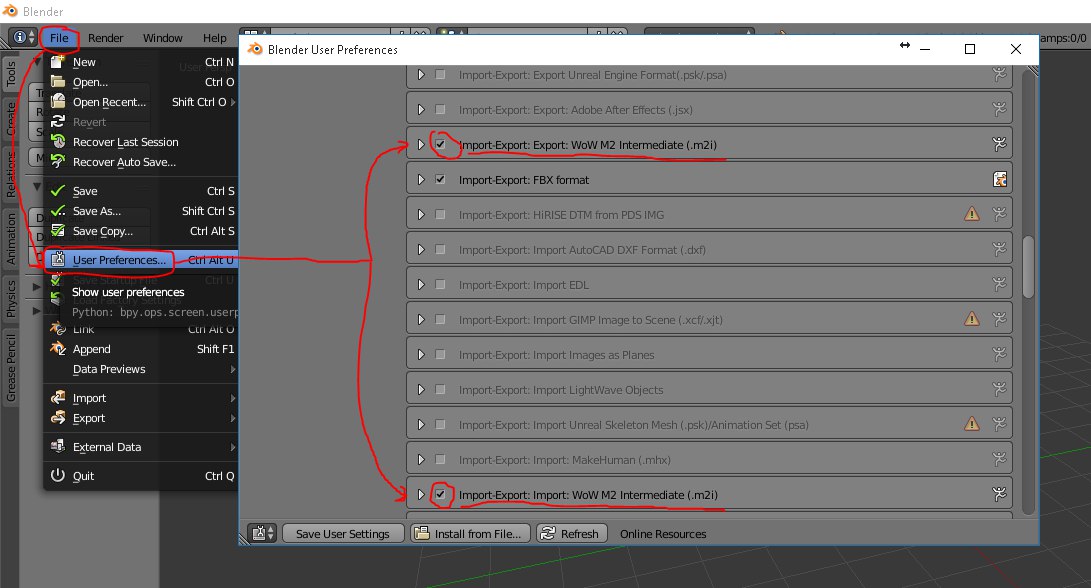 Blender
File Render Window Help
Blender User Preferences
amps:0/0
Tools
Create
Relations
Animation
Physics
Grease Pencil
New Ctrl N
Open... Ctrl O
Open Recent... Shift Ctrl O
Revert
Recover Last Session
Recover Auto Save...
Save Ctrl S
Save As... Shift Ctrl S
Save Copy... Ctrl Alt S
User Preferences... Ctrl Alt U
Save Startup File Ctrl U
Load Factory Settings
Show user preferences
Python: bpy.ops.screen.userp
Link Ctrl Alt O
Append Shift F1
Data Previews
Import
Export
External Data
Quit Ctrl Q
Import-Export: Export Unreal Engine Format(.psk/.psa)
Import-Export: Export: Adobe After Effects (.jsx)
Import-Export: Export: WoW M2 Intermediate (.m2i)
Import-Export: FBX format
Import-Export: HiRISE DTM from PDS IMG
Import-Export: Import AutoCAD DXF Format (.dxf)
Import-Export: Import EDL
Import-Export: Import GIMP Image to Scene (.xcf/.xjt)
Import-Export: Import Images as Planes
Import-Export: Import LightWave Objects
Import-Export: Import Unreal Skeleton Mesh (.psk)/Animation Set (psa)
Import-Export: Import: MakeHuman (.mhx)
Import-Export: Import: WoW M2 Intermediate (.m2i)
Save User Settings Install from File... Refresh Online Resources